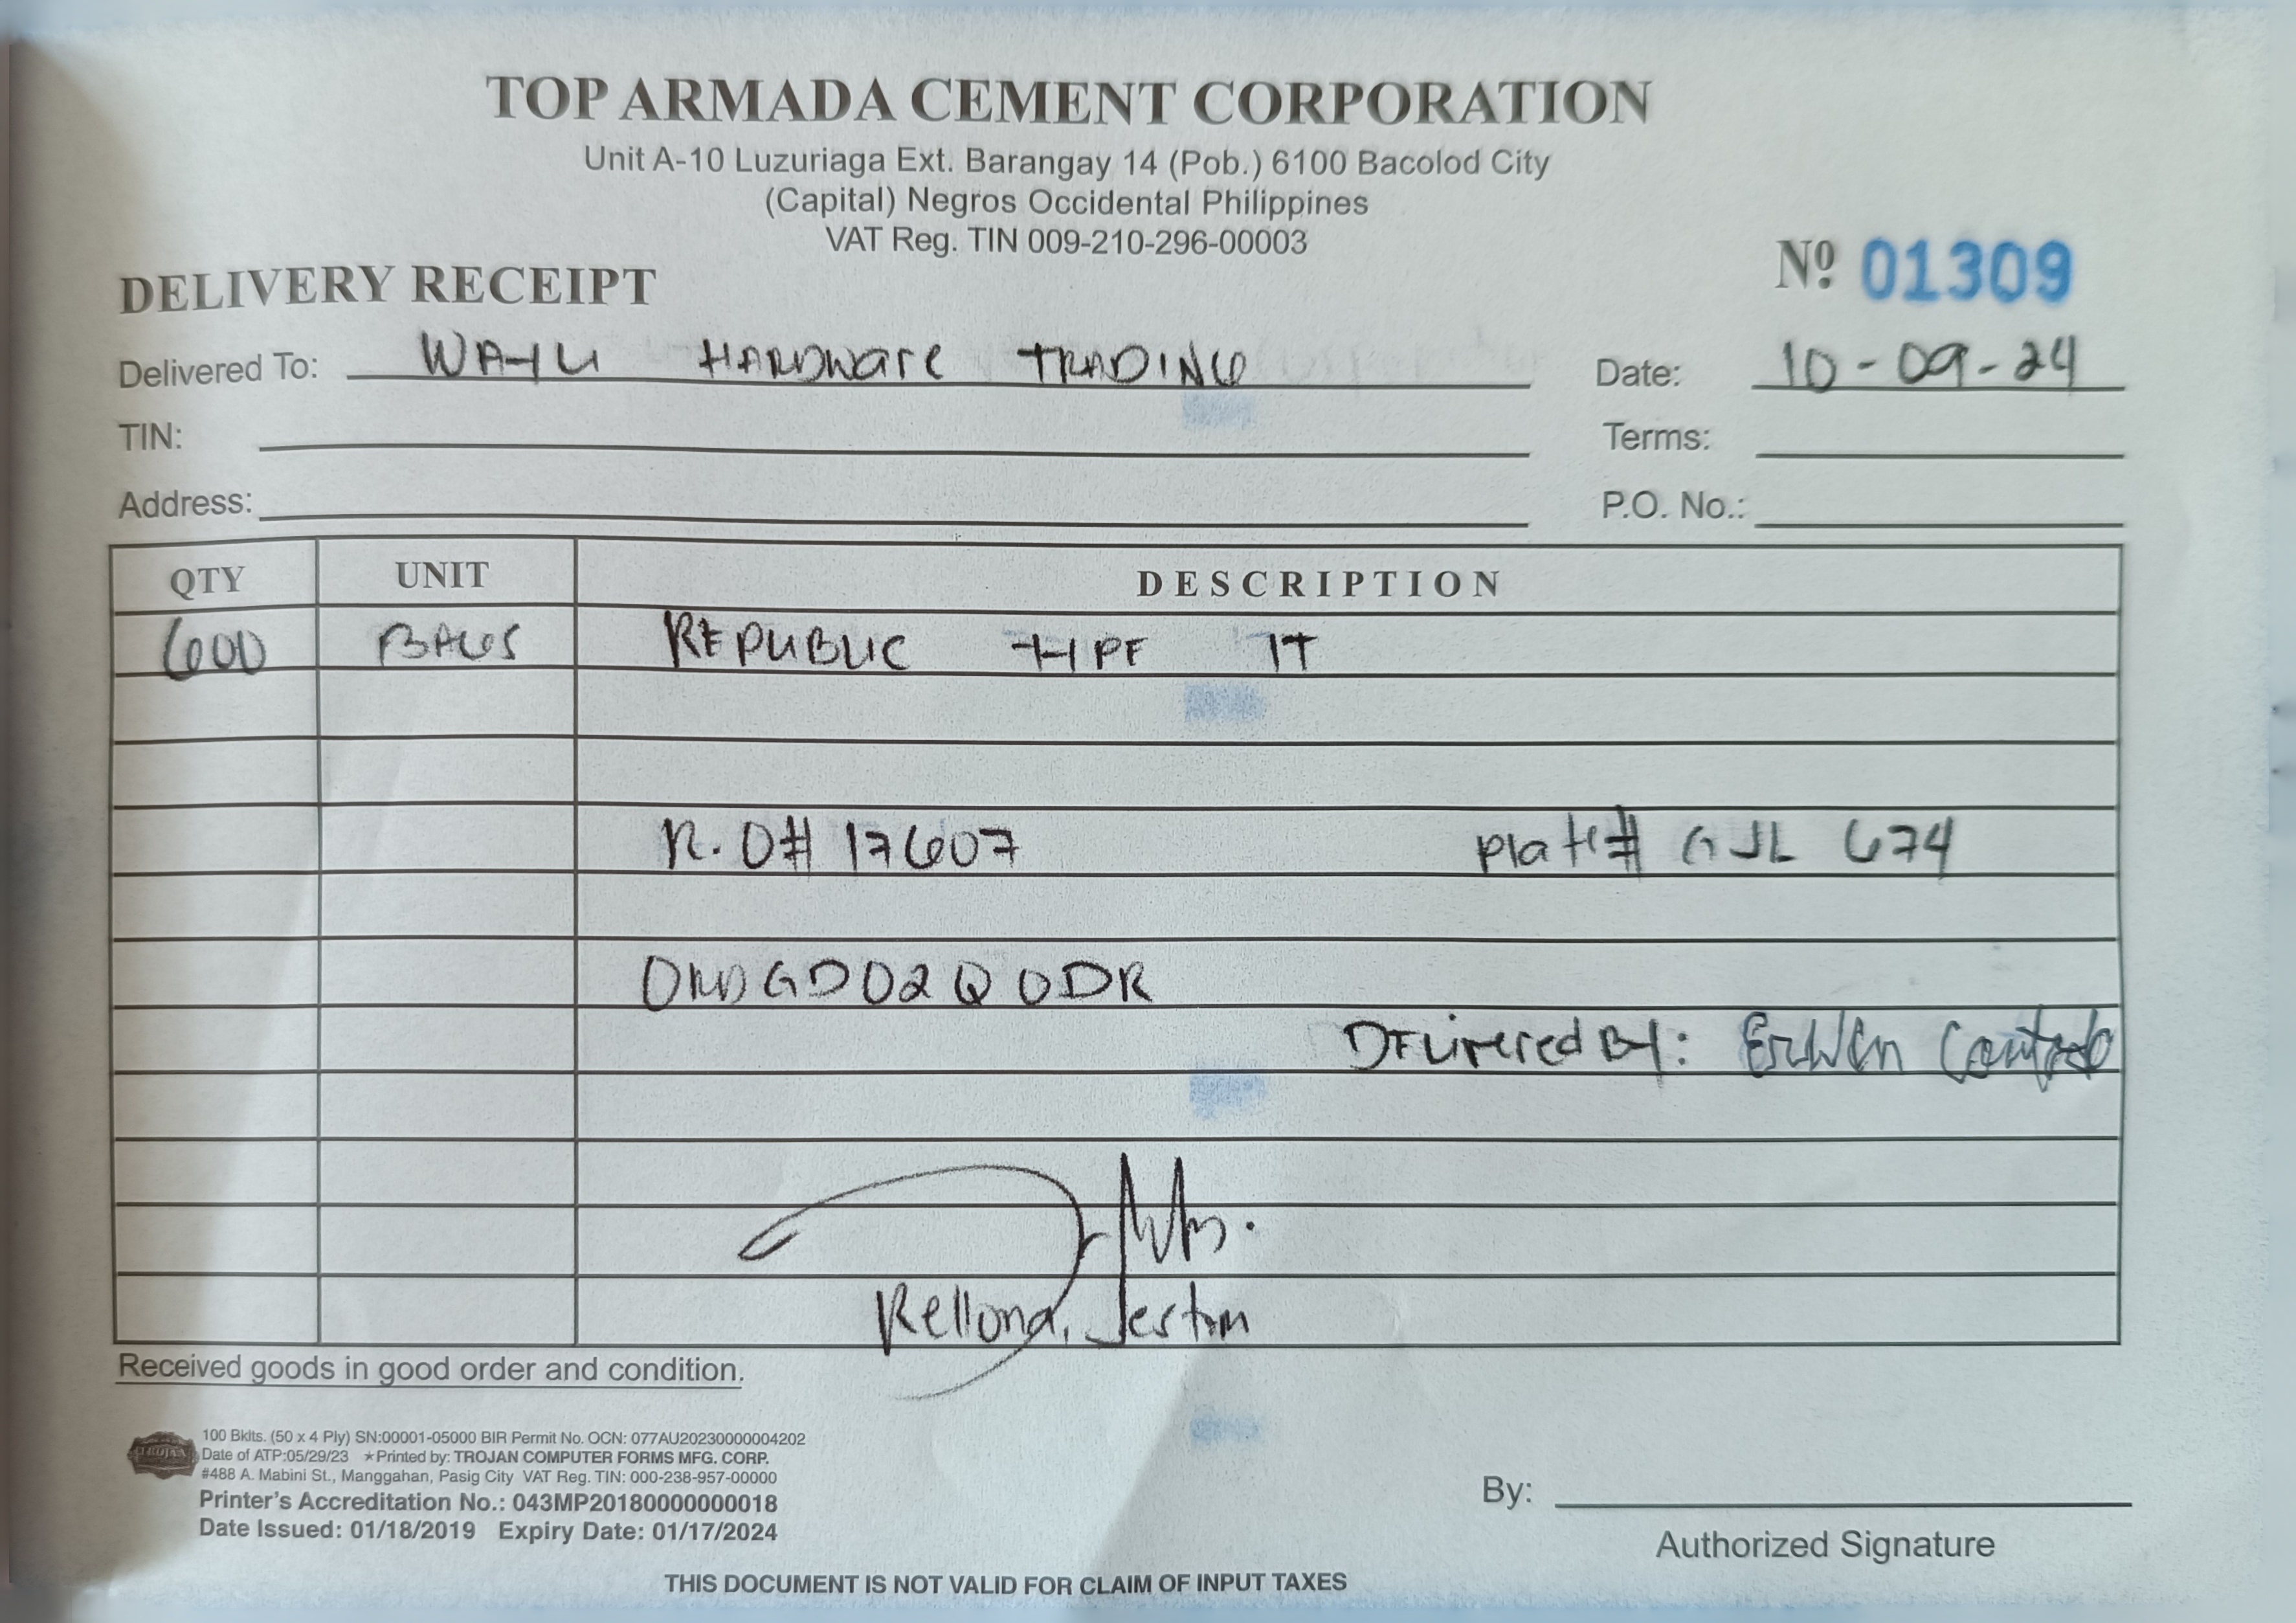 TOP ARMADA CEMENT CORPORATION
Unit A-10 Luzuriaga Ext. Barangay 14 (Pob.) 6100 Bacolod City
(Capital) Negros Occidental Philippines
VAT Reg. TIN 009-210-296-00003
Nº 01309
DELIVERY RECEIPT
Delivered To: HARDWARE TRADING Date: 10-09-24
TIN: Terms:
Address: P.O. No.:
QTY UNIT DESCRIPTION
600 BAGS REPUBLIC 1T
R.O# 17607 Plate# GJL 674
Delivered By:
Rellona,
Received goods in good order and condition.
100 Bklts. (50 x 4 Ply) SN:00001-05000 BIR Permit No. OCN: 077AU20230000004202
Date of ATP:05/29/23 ★Printed by: TROJAN COMPUTER FORMS MFG. CORP.
#488 A. Mabini St., Manggahan, Pasig City VAT Reg. TIN: 000-238-957-00000
Printer's Accreditation No.: 043MP20180000000018
Date Issued: 01/18/2019 Expiry Date: 01/17/2024
By:
Authorized Signature
THIS DOCUMENT IS NOT VALID FOR CLAIM OF INPUT TAXES